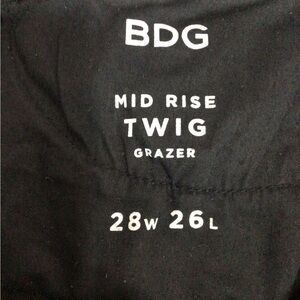 BDG
MID RISE
TWIG
GRAZER
28W 26L